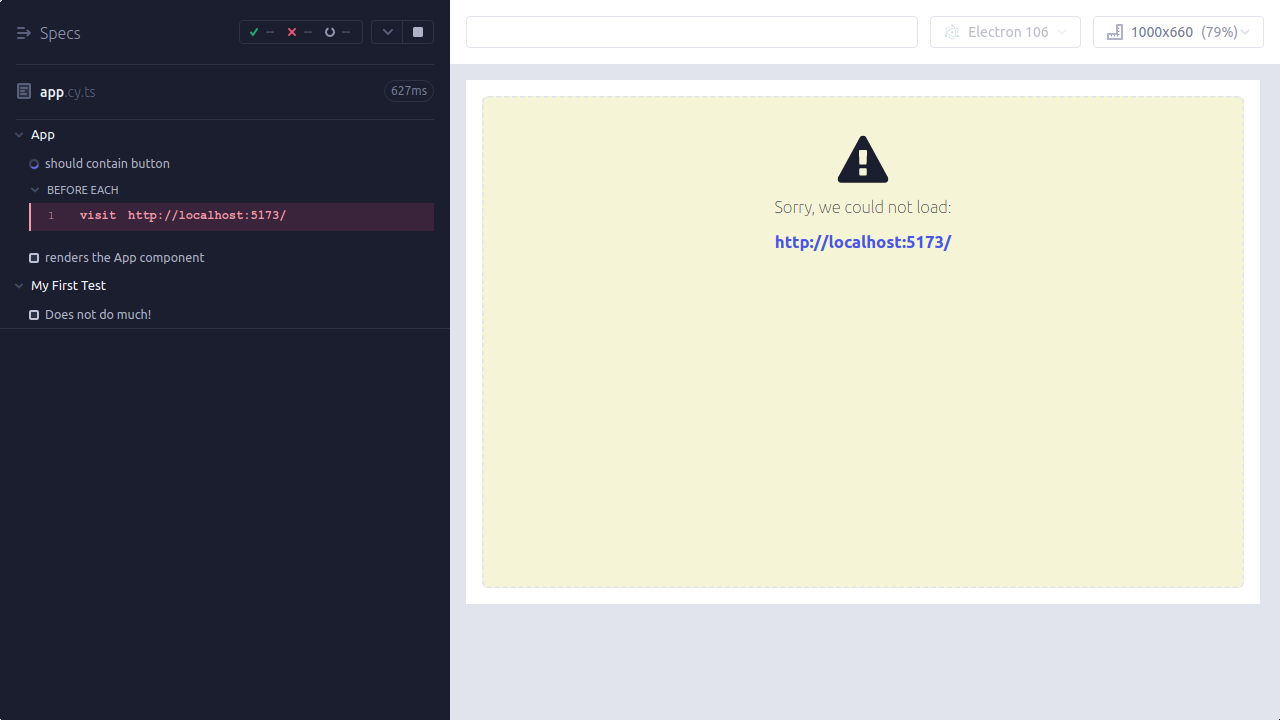 Specs
-- -- --
app.cy.ts 627ms
App
should contain button
BEFORE EACH
1 visit http://localhost:5173/
renders the App component
My First Test
Does not do much!
Electron 106
1000x660 (79%)
Sorry, we could not load:
http://localhost:5173/